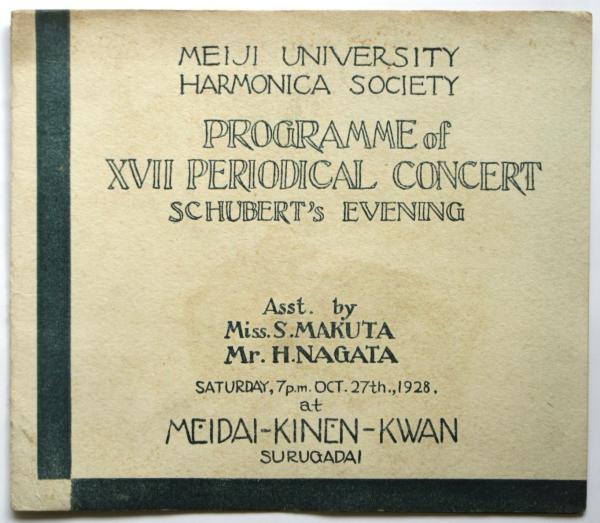 MEIJI UNIVERSITY
HARMONICA SOCIETY
PROGRAMME of
XVII PERIODICAL CONCERT
SCHUBERT's EVENING
Asst. by
Miss. S. MAKUTA
Mr. H. NAGATA
SATURDAY, 7p.m. OCT. 27th., 1928.
at
MEIDAI-KINEN-KWAN
SURUGADAI